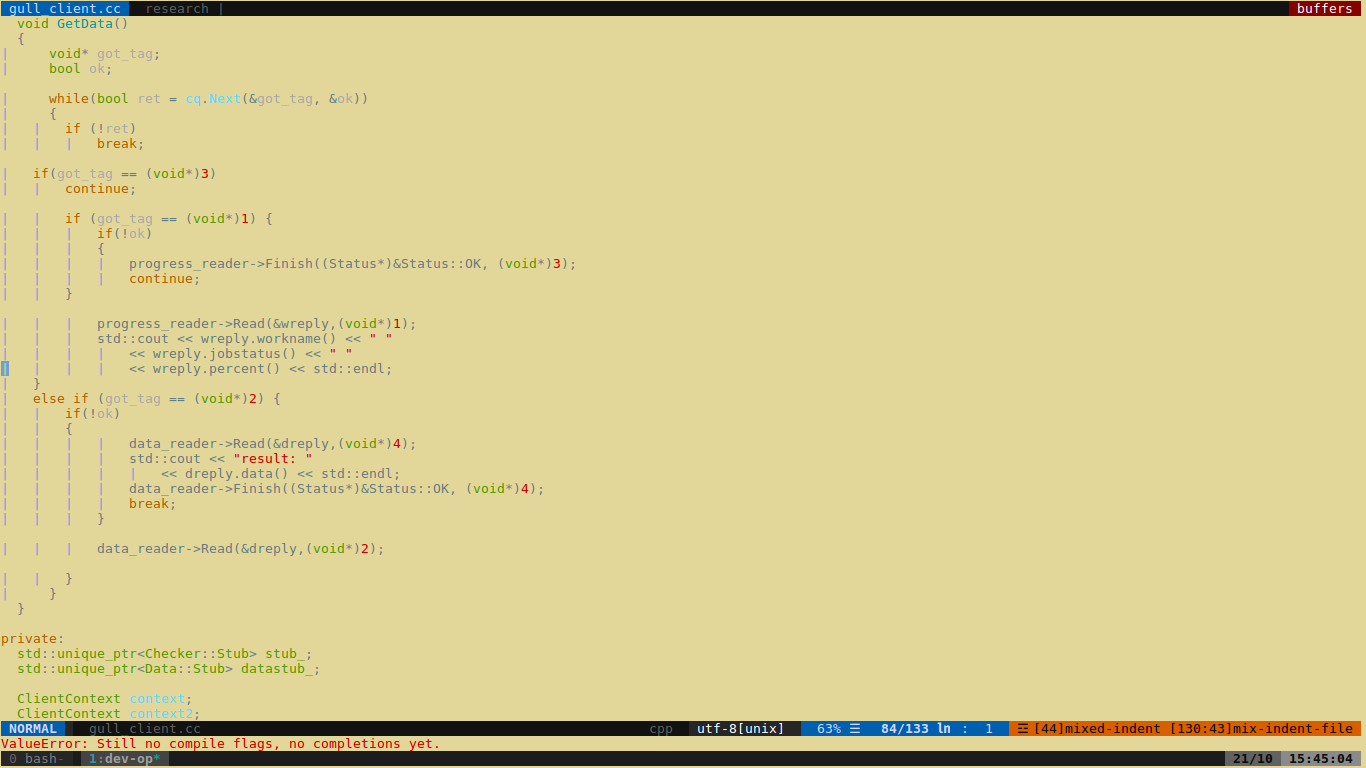 gull_client.cc research | buffers
void GetData()
{
void* got_tag;
bool ok;
while(bool ret = cq.Next(&got_tag, &ok))
{
if (!ret)
break;
if(got_tag == (void*)3)
continue;
if (got_tag == (void*)1) {
if(!ok)
{
progress_reader->Finish((Status*)&Status::OK, (void*)3);
continue;
}
progress_reader->Read(&wreply,(void*)1);
std::cout << wreply.workname() << " "
<< wreply.jobstatus() << " "
<< wreply.percent() << std::endl;
}
else if (got_tag == (void*)2) {
if(!ok)
{
data_reader->Read(&dreply,(void*)4);
std::cout << "result: "
<< dreply.data() << std::endl;
data_reader->Finish((Status*)&Status::OK, (void*)4);
break;
}
data_reader->Read(&dreply,(void*)2);
}
}
}
private:
std::unique_ptr<Checker::Stub> stub_;
std::unique_ptr<Data::Stub> datastub_;
ClientContext context;
ClientContext context2;
NORMAL gull_client.cc cpp utf-8[unix] 63% ☰ 84/133 ln : 1 ☲ [44]mixed-indent [130:43]mix-indent-file
ValueError: Still no compile flags, no completions yet.
0 bash- 1:dev-op* 21/10 15:45:04